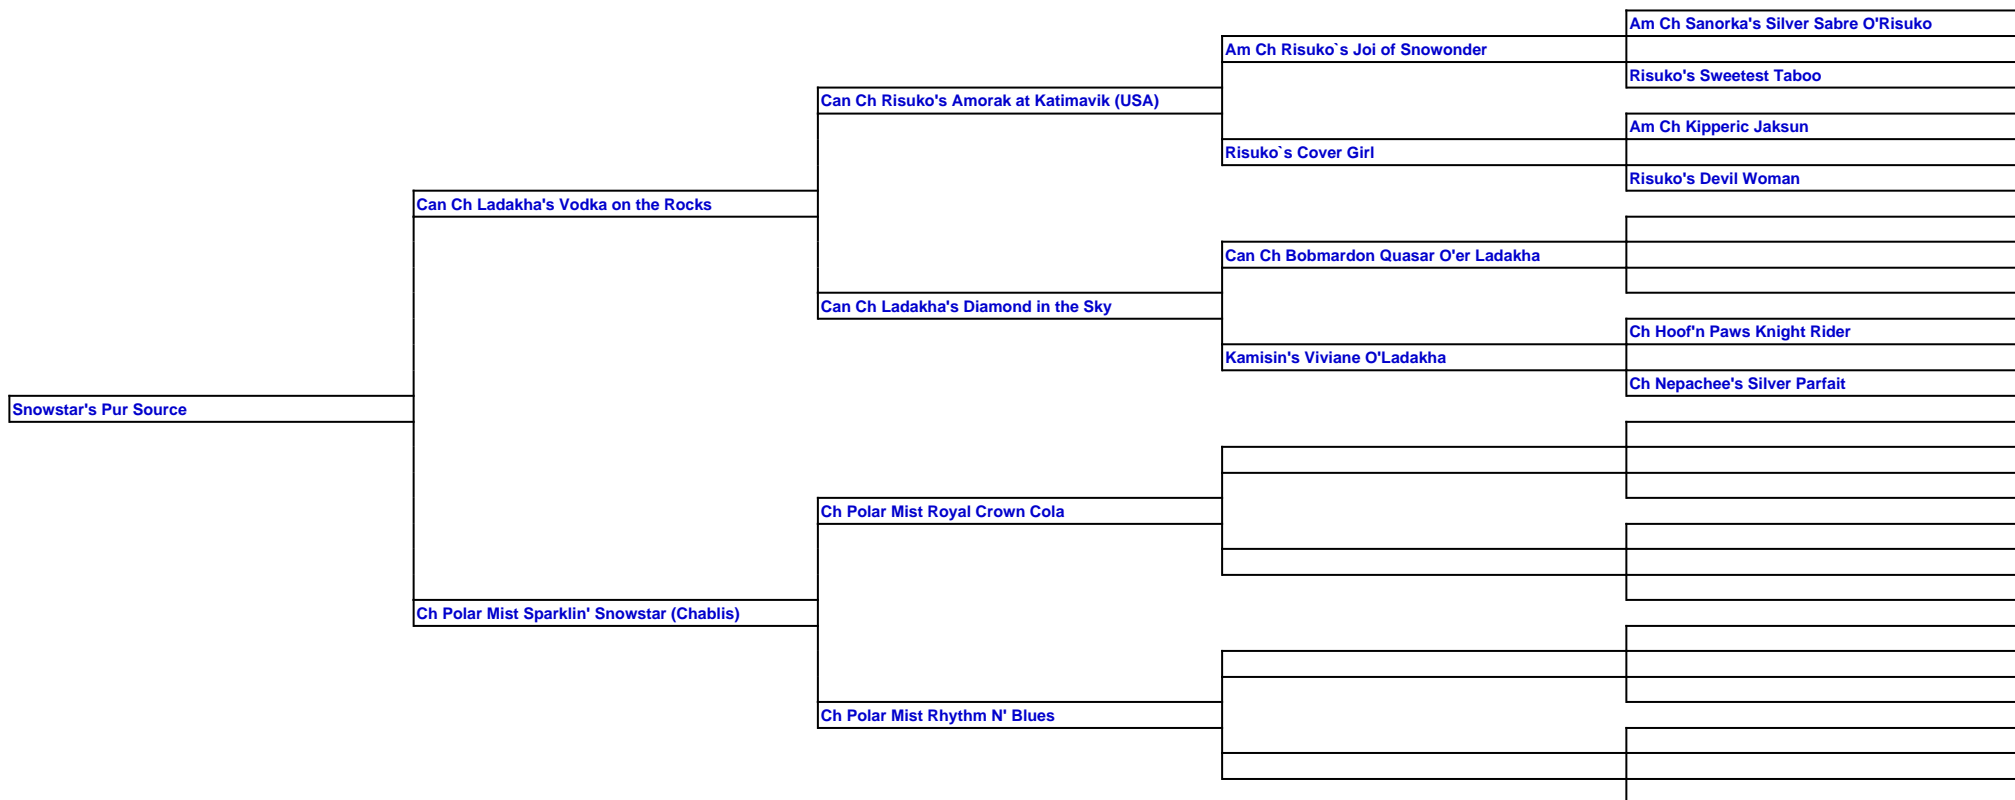 Am Ch Sanorka's Silver Sabre O'Risuko
Am Ch Risuko`s Joi of Snowonder
Risuko's Sweetest Taboo
Can Ch Risuko's Amorak at Katimavik (USA)
Am Ch Kipperic Jaksun
Risuko`s Cover Girl
Risuko's Devil Woman
Can Ch Ladakha's Vodka on the Rocks
Can Ch Bobmardon Quasar O'er Ladakha
Can Ch Ladakha's Diamond in the Sky
Ch Hoof'n Paws Knight Rider
Kamisin's Viviane O'Ladakha
Ch Nepachee's Silver Parfait
Snowstar's Pur Source
Ch Polar Mist Royal Crown Cola
Ch Polar Mist Sparklin' Snowstar (Chablis)
Ch Polar Mist Rhythm N' Blues